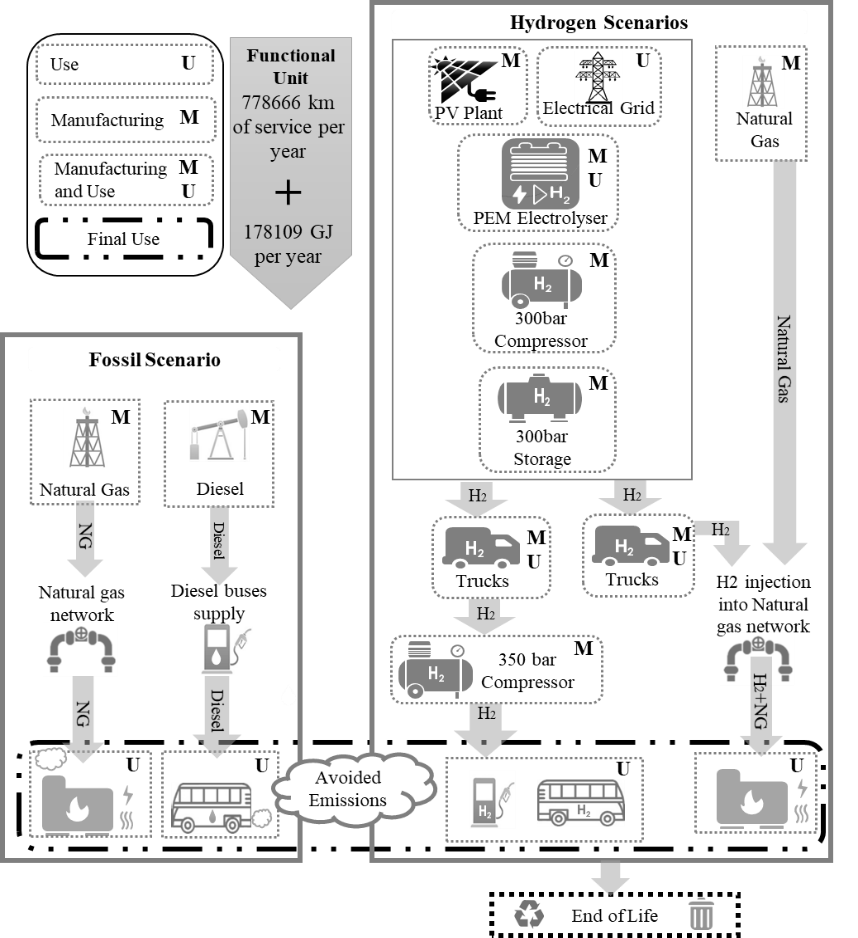 Use U
Manufacturing M
Manufacturing M
and Use U
Final Use
Functional
Unit
778666 km
of service per
year
+
178109 GJ
per year
Fossil Scenario
M
Natural Gas
M
Diesel
NG
Diesel
Natural gas
network
Diesel buses
supply
NG
Diesel
U
U
Avoided
Emissions
Hydrogen Scenarios
M
PV Plant
U
Electrical Grid
M
U
H2
PEM Electrolyser
M
H2
300bar
Compressor
M
H2
300bar
Storage
M
Natural
Gas
Natural Gas
H2
H2
H2
M
U
Trucks
H2
M
U
Trucks
H2
H2
H2 injection
into Natural
gas network
M
H2
350 bar
Compressor
H2
H2+NG
U
H2
H2
U
End of Life